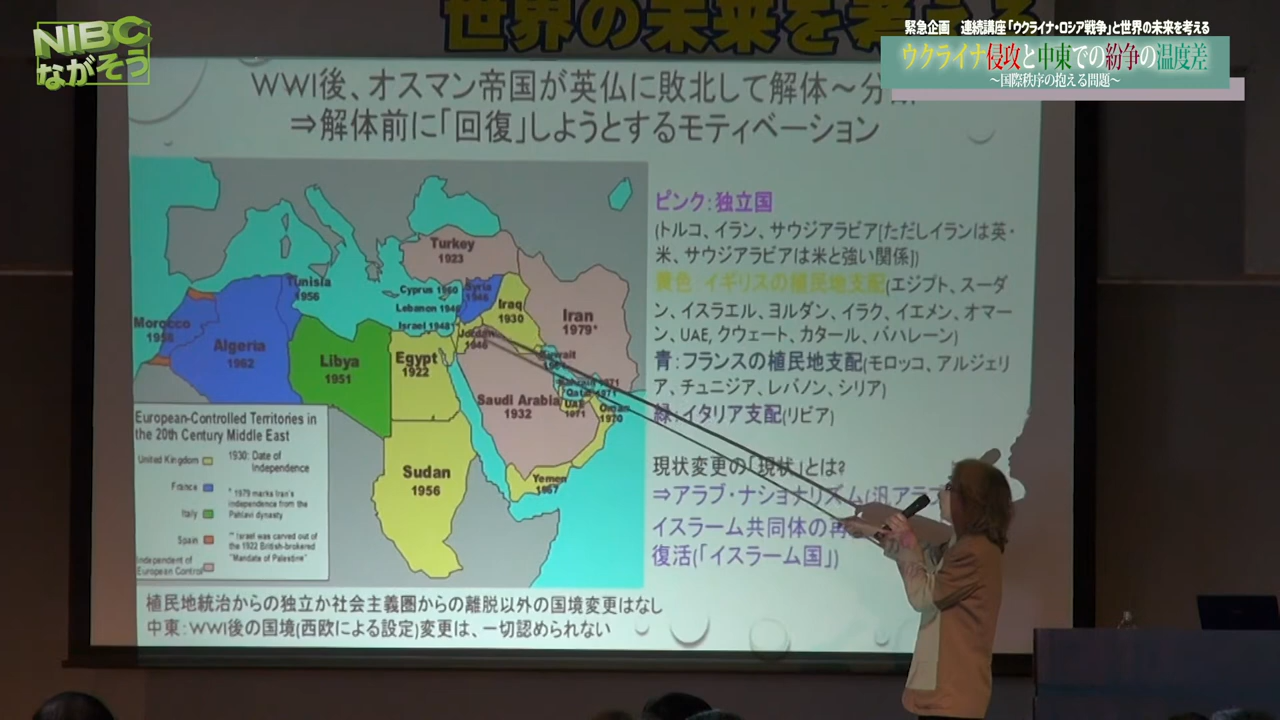 NIBC
ながそう
世界の未来を考える
緊急企画 連続講座「ウクライナ・ロシア戦争」と世界の未来を考える
ウクライナ侵攻と中東での紛争の温度差
～国際秩序の抱える問題～
WWI後、オスマン帝国が英仏に敗北して解体～分
⇒解体前に「回復」しようとするモティベーション
Turkey
1923
Tunisia
1956
Cyprus 1960
Syria
1946
Lebanon 1946
Iraq
1930
Iran
1979*
Morocco
1956
Israel 1948
Jordan
1946
Algeria
1962
Libya
1951
Egypt
1922
Kuwait
Saudi Arabia
1932
Bahrain 1971
Qatar 1971
UAE
1971
Oman
1970
Sudan
1956
Yemen
1967
European-Controlled Territories in
the 20th Century Middle East
United Kingdom
France
Italy
Spain
Independent of
European Control
1930: Date of
Independence
* 1979 marks Iran's
independence from the
Pahlavi dynasty
** Israel was carved out of
the 1922 British-brokered
"Mandate of Palestine"
ピンク：独立国
(トルコ、イラン、サウジアラビア(ただしイランは英・
米、サウジアラビアは米と強い関係])
黄色 イギリスの植民地支配(エジプト、スーダ
ン、イスラエル、ヨルダン、イラク、イエメン、オマー
ン、UAE, クウェート、カタール、バハレーン)
青：フランスの植民地支配(モロッコ、アルジェリ
ア、チュニジア、レバノン、シリア)
緑：イタリア支配(リビア)
現状変更の「現状」とは?
⇒アラブ・ナショナリズム(汎アラブ
イスラーム共同体の再
復活(「イスラーム国」)
植民地統治からの独立か社会主義圏からの離脱以外の国境変更はなし
中東：WWI後の国境(西欧による設定)変更は、一切認められない